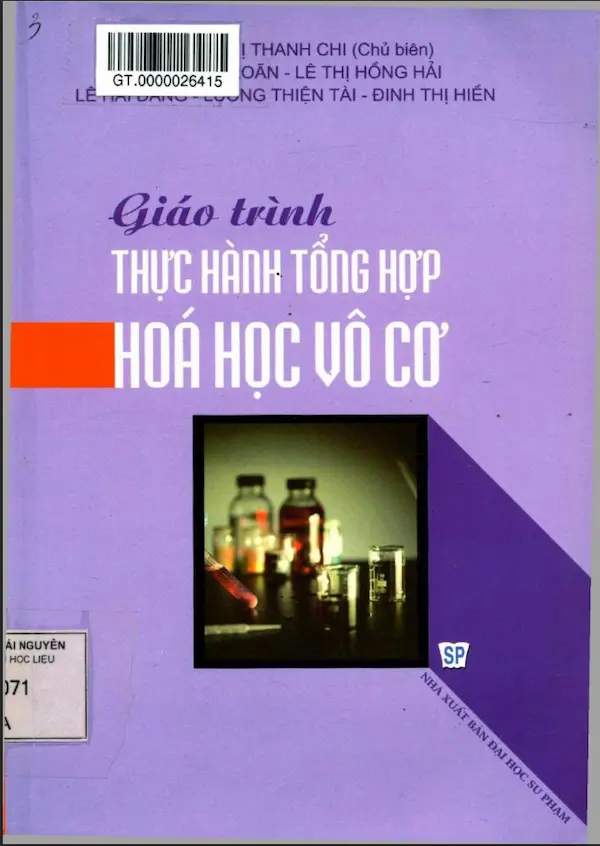 3
Ị THANH CHI (Chủ biên)
GT.0000026415
OÃN - LÊ THỊ HỒNG HẢI
LÊ HẢI ĐĂNG - LƯƠNG THIỆN TÀI - ĐINH THỊ HIỀN
Giáo trình
THỰC HÀNH TỔNG HỢP
HOÁ HỌC VÔ CƠ
ÁI NGUYÊN
HỌC LIỆU
071
A
SP
NHÀ XUẤT BẢN ĐẠI HỌC SƯ PHẠM